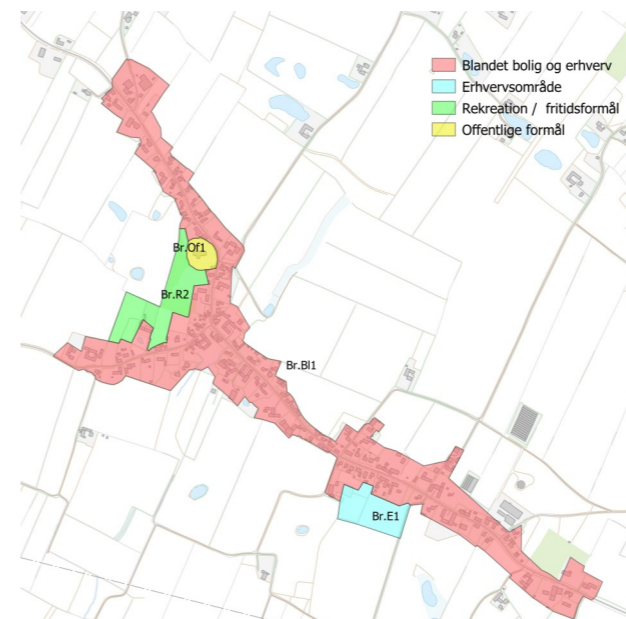 Blandet bolig og erhverv
Erhvervsområde
Rekreation / fritidsformål
Offentlige formål
Br.Of1
Br.R2
Br.Bl1
Br.E1